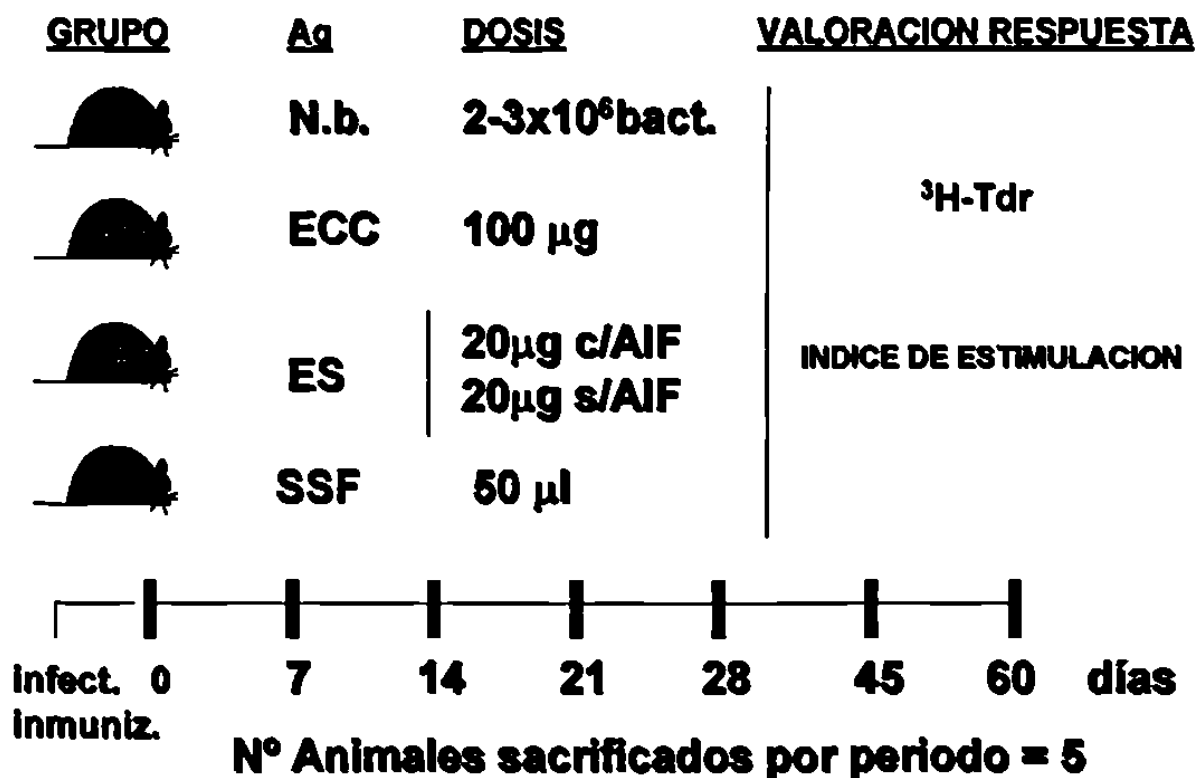 GRUPO Ag DOSIS VALORACION RESPUESTA
N.b. 2-3x10⁶bact.
³H-Tdr
ECC 100 µg
20µg c/AIF
ES INDICE DE ESTIMULACION
20µg s/AIF
SSF 50 µl
infect. 0 7 14 21 28 45 60 días
inmuniz.
Nº Animales sacrificados por periodo = 5